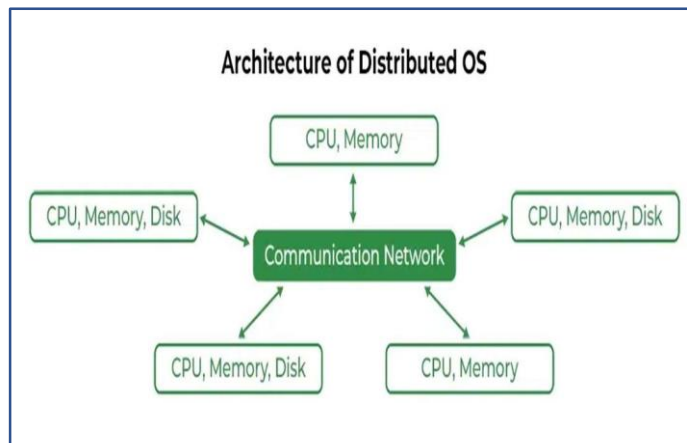 Architecture of Distributed OS
CPU, Memory
CPU, Memory, Disk
CPU, Memory, Disk
Communication Network
CPU, Memory, Disk
CPU, Memory